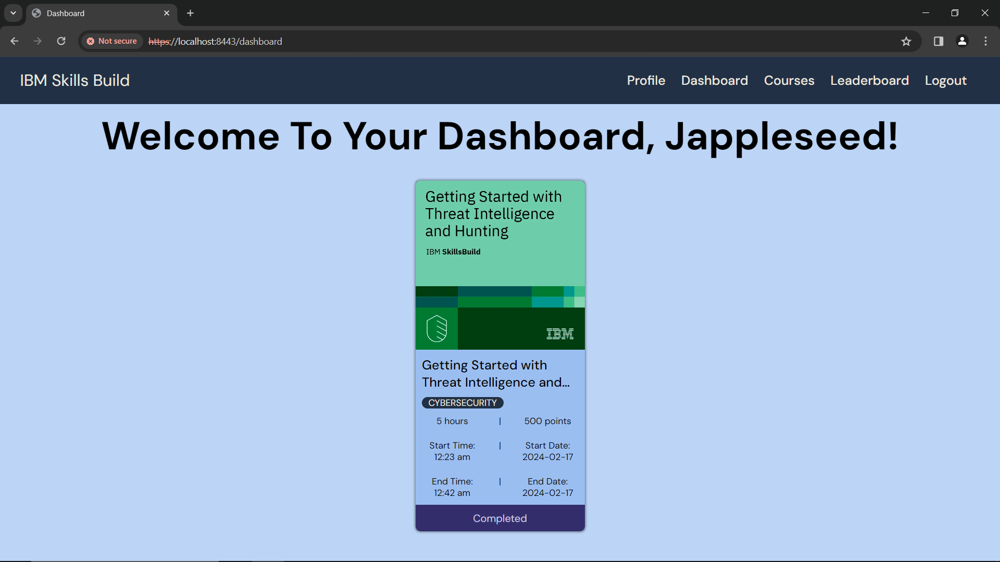 Dashboard
Not secure https://localhost:8443/dashboard
IBM Skills Build Profile Dashboard Courses Leaderboard Logout
Welcome To Your Dashboard, Jappleseed!
Getting Started with
Threat Intelligence
and Hunting
IBM SkillsBuild
IBM
Getting Started with
Threat Intelligence and...
CYBERSECURITY
5 hours | 500 points
Start Time: | Start Date:
12:23 am 2024-02-17
End Time: | End Date:
12:42 am 2024-02-17
Completed